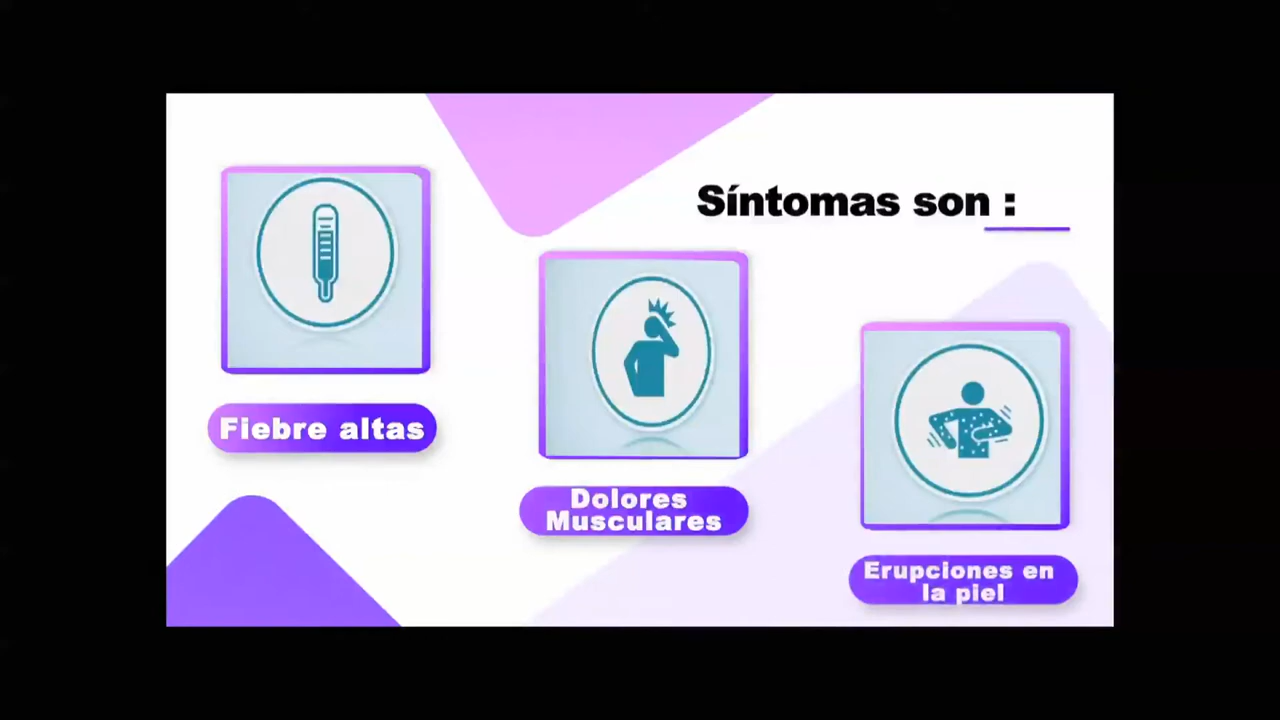 Síntomas son :
Fiebre altas
Dolores
Musculares
Erupciones en
la piel